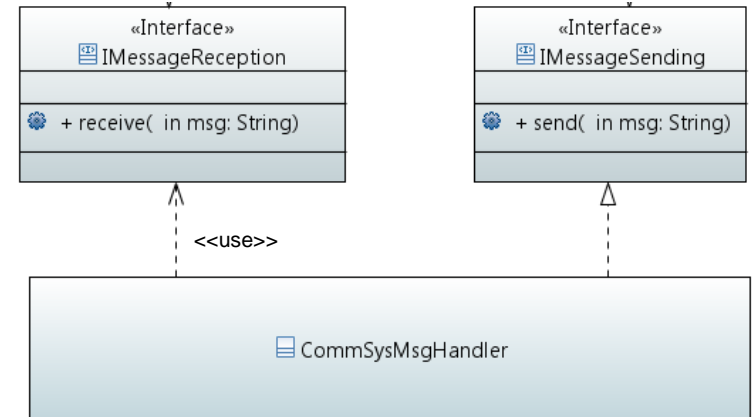 «Interface»
IMessageReception
+ receive( in msg: String)
«Interface»
IMessageSending
+ send( in msg: String)
<<use>>
CommSysMsgHandler